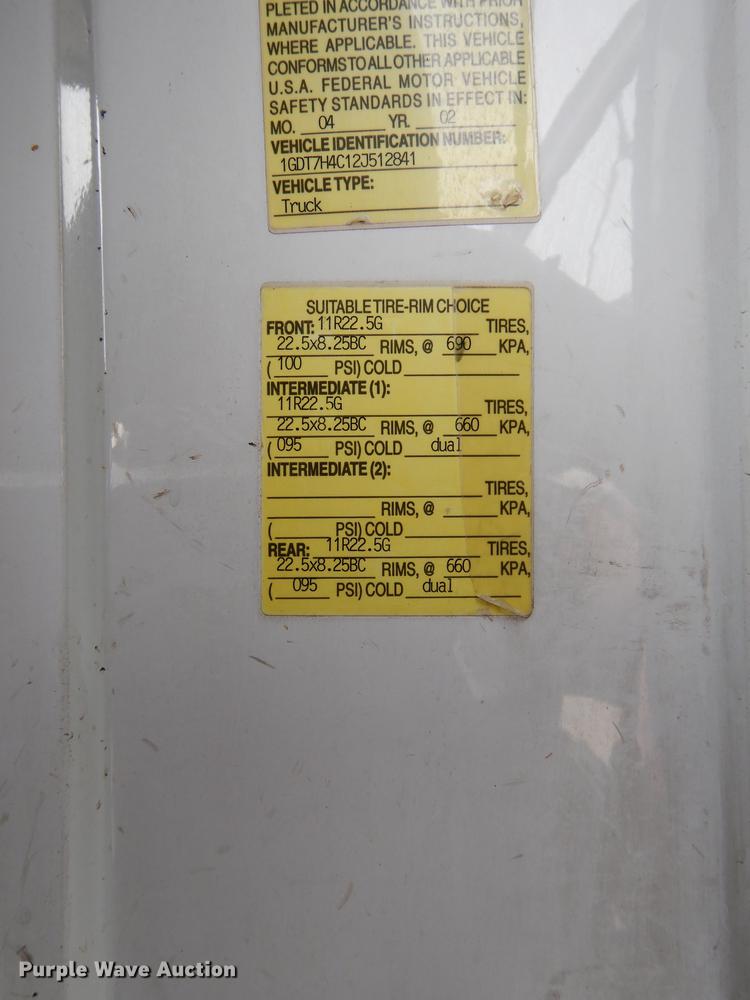 PLETED IN ACCORDANCE WITH PRIOR
MANUFACTURER'S INSTRUCTIONS,
WHERE APPLICABLE. THIS VEHICLE
CONFORMS TO ALL OTHER APPLICABLE
U.S.A. FEDERAL MOTOR VEHICLE
SAFETY STANDARDS IN EFFECT IN:
MO. 04 YR. 02
VEHICLE IDENTIFICATION NUMBER:
1GDT7H4C12J512841
VEHICLE TYPE:
Truck
SUITABLE TIRE-RIM CHOICE
FRONT: 11R22.5G TIRES,
22.5x8.25BC RIMS, @ 690 KPA,
( 100 PSI) COLD
INTERMEDIATE (1):
11R22.5G TIRES,
22.5x8.25BC RIMS, @ 660 KPA,
( 095 PSI) COLD dual
INTERMEDIATE (2):
TIRES,
RIMS, @ KPA,
( PSI) COLD
REAR: 11R22.5G TIRES,
22.5x8.25BC RIMS, @ 660 KPA,
( 095 PSI) COLD dual
Purple Wave Auction